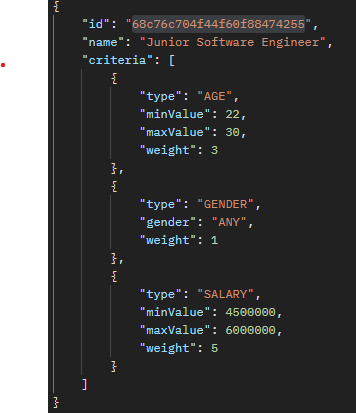 {
    "id": "68c76c704f44f60f88474255",
    "name": "Junior Software Engineer",
    "criteria": [
        {
            "type": "AGE",
            "minValue": 22,
            "maxValue": 30,
            "weight": 3
        },
        {
            "type": "GENDER",
            "gender": "ANY",
            "weight": 1
        },
        {
            "type": "SALARY",
            "minValue": 4500000,
            "maxValue": 6000000,
            "weight": 5
        }
    ]
}